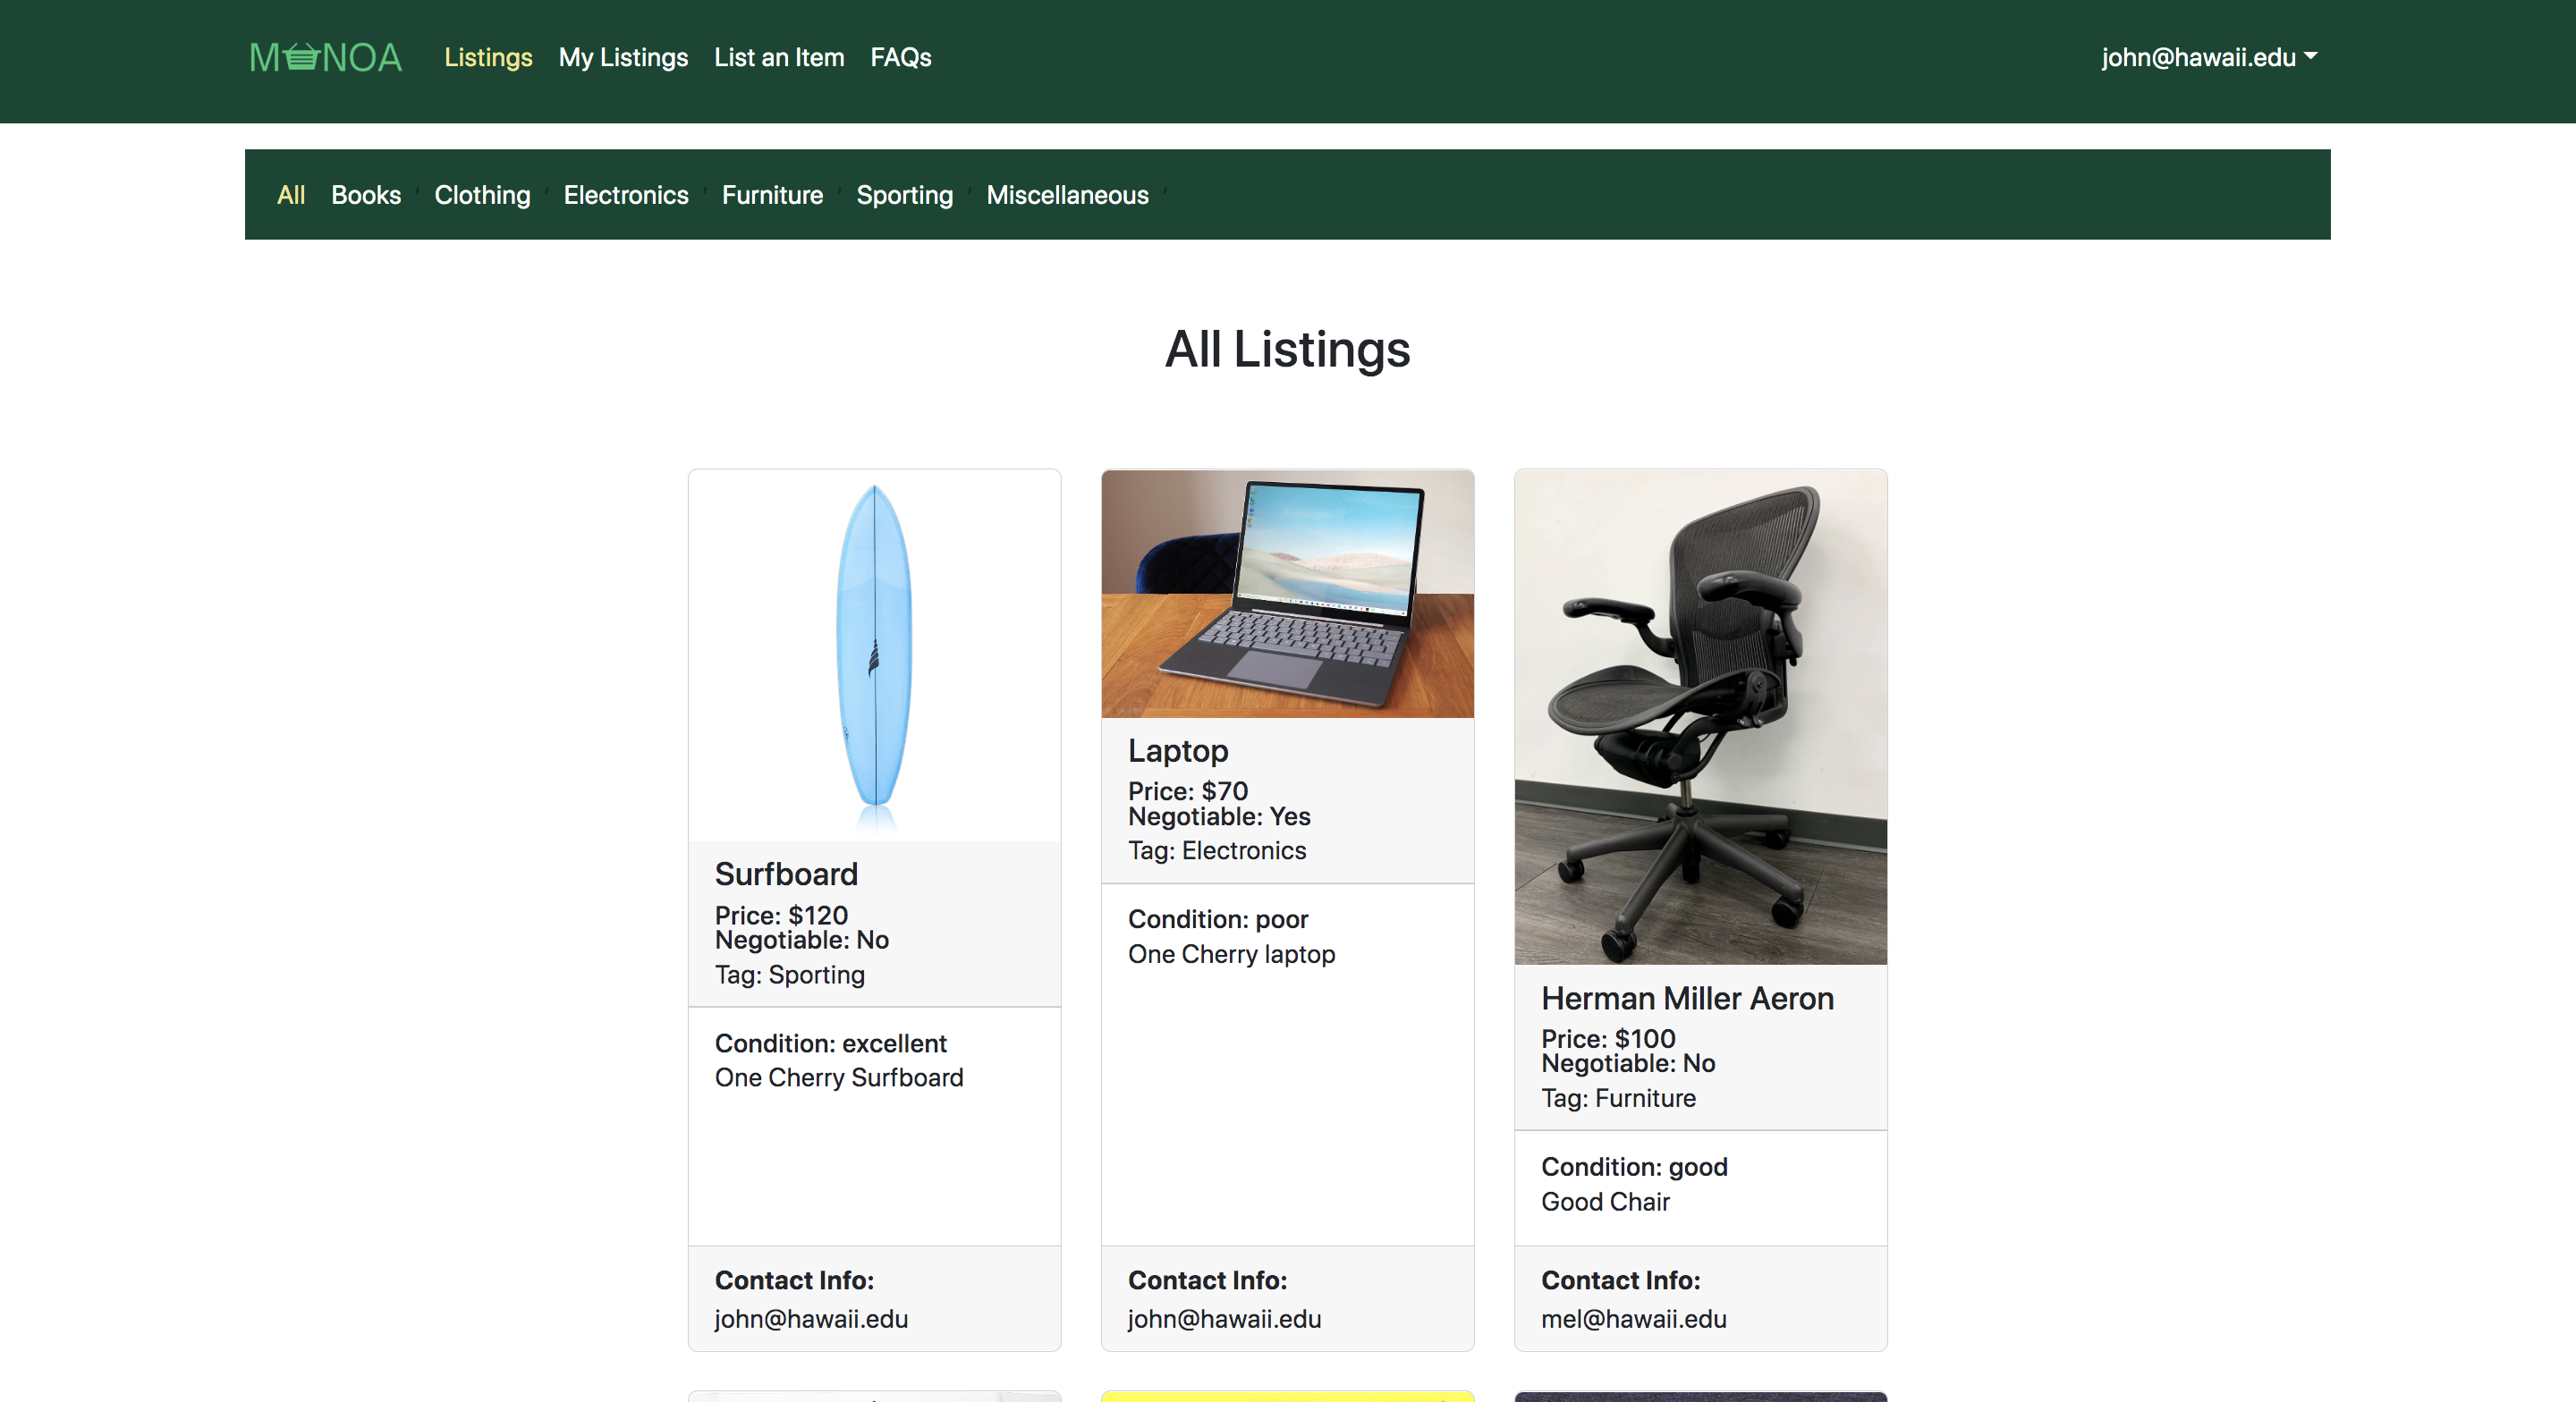 M NOA
Listings My Listings List an Item FAQs
john@hawaii.edu
All Books ' Clothing ' Electronics ' Furniture ' Sporting ' Miscellaneous '
All Listings
Surfboard
Price: $120
Negotiable: No
Tag: Sporting
Condition: excellent
One Cherry Surfboard
Contact Info:
john@hawaii.edu
Laptop
Price: $70
Negotiable: Yes
Tag: Electronics
Condition: poor
One Cherry laptop
Contact Info:
john@hawaii.edu
Herman Miller Aeron
Price: $100
Negotiable: No
Tag: Furniture
Condition: good
Good Chair
Contact Info:
mel@hawaii.edu